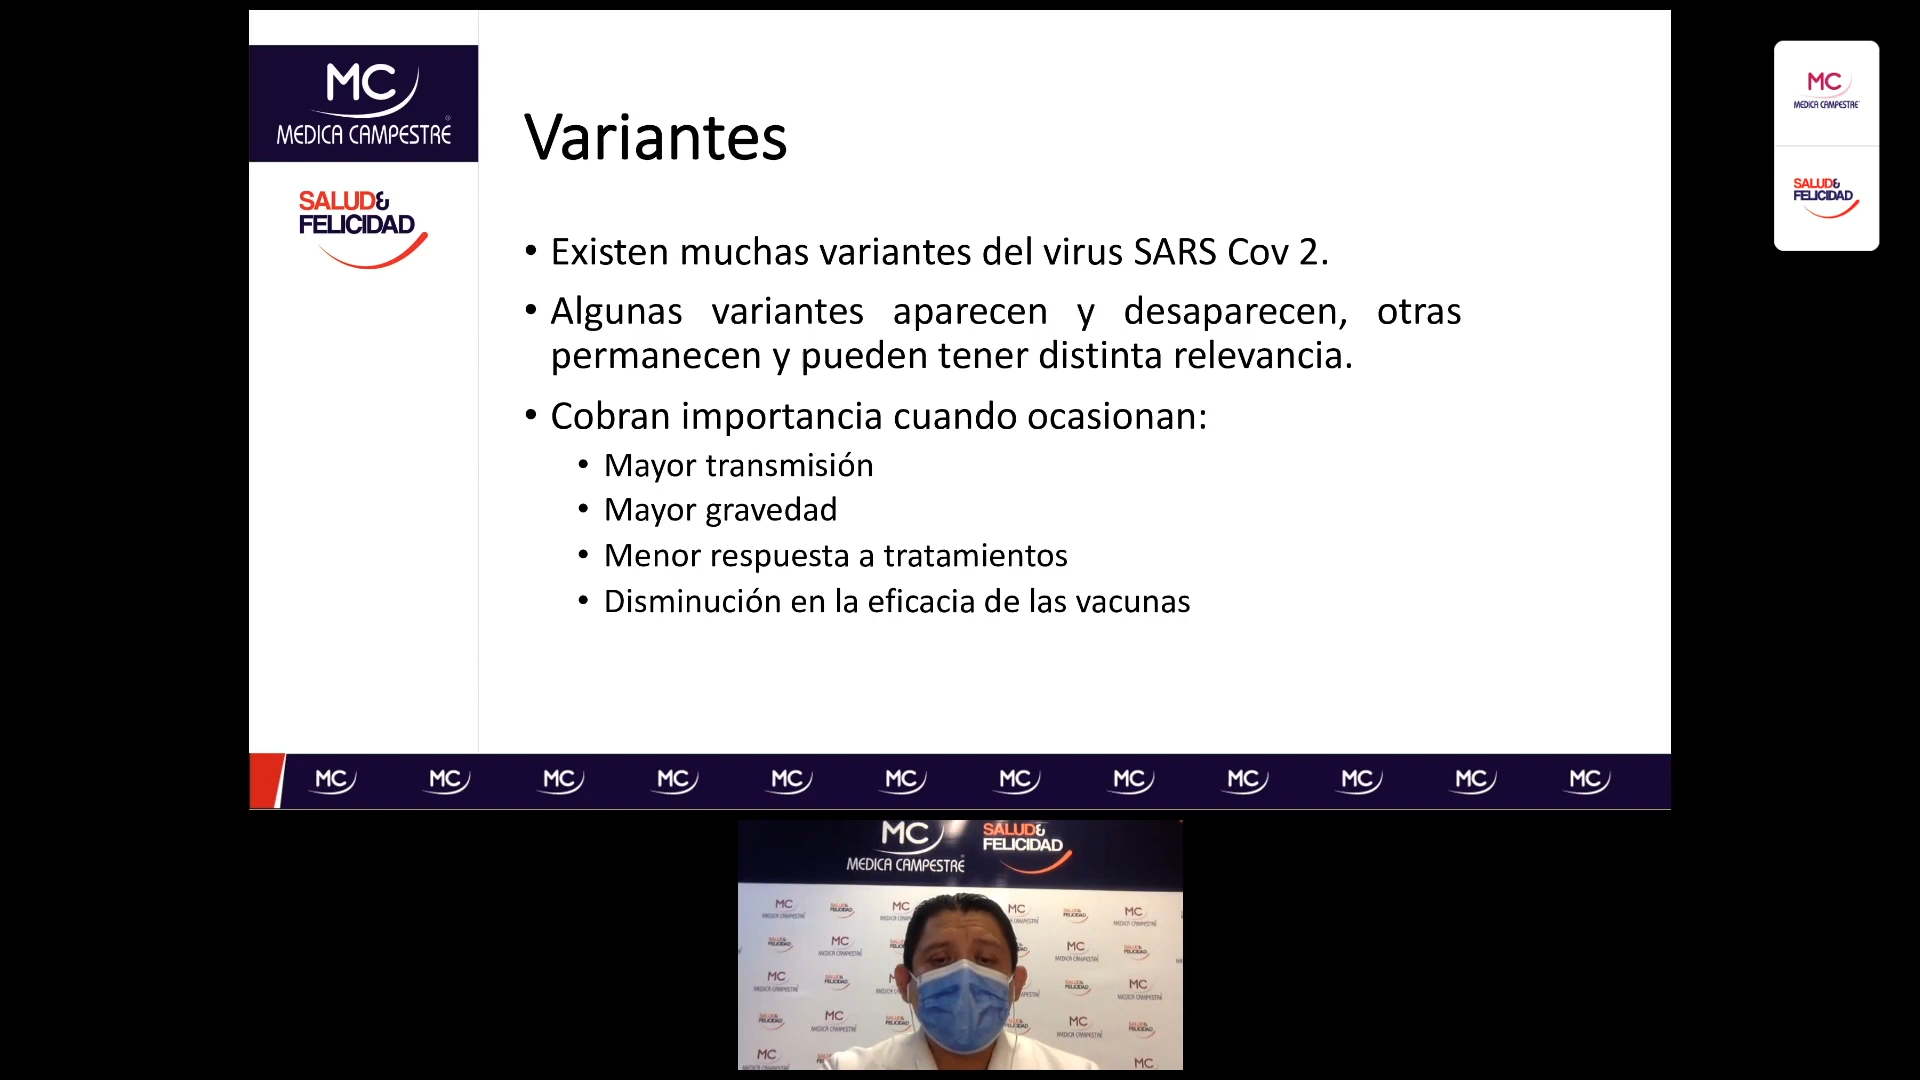 MC
MEDICA CAMPESTRE
SALUD&
FELICIDAD
Variantes
• Existen muchas variantes del virus SARS Cov 2.
• Algunas variantes aparecen y desaparecen, otras
permanecen y pueden tener distinta relevancia.
• Cobran importancia cuando ocasionan:
• Mayor transmisión
• Mayor gravedad
• Menor respuesta a tratamientos
• Disminución en la eficacia de las vacunas
MC MC MC MC MC MC MC MC MC MC MC MC
MC
MEDICA CAMPESTRE
SALUD&
FELICIDAD
MC
MEDICA CAMPESTRE
SALUD&
FELICIDAD